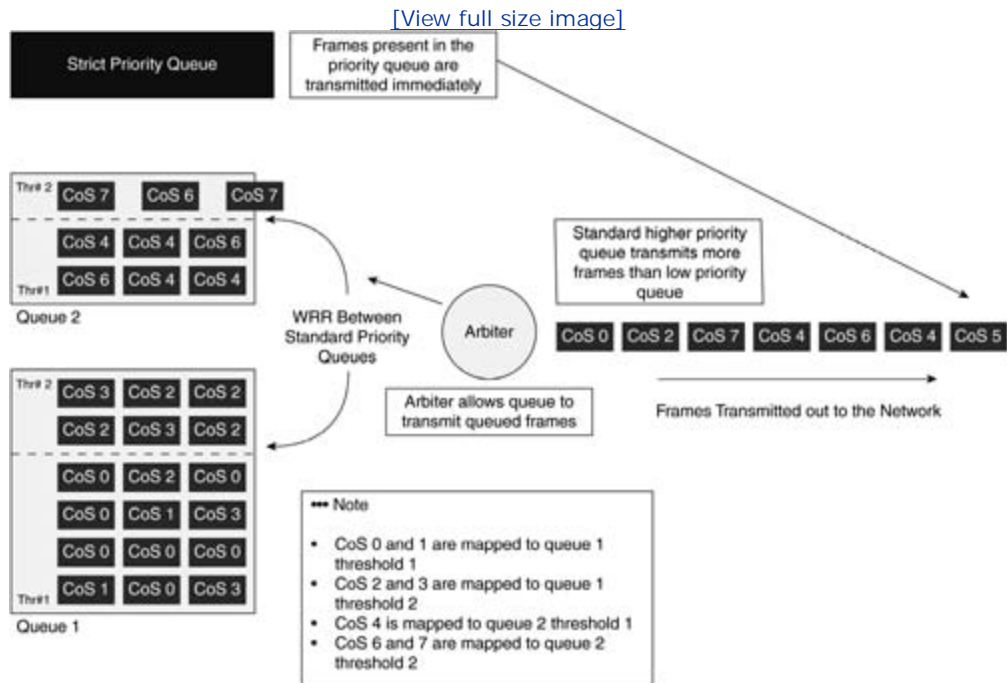 [View full size image]
Strict Priority Queue
Frames present in the
priority queue are
transmitted immediately
Thr# 2
CoS 7 CoS 6 CoS 7
CoS 4 CoS 4 CoS 6
CoS 6 CoS 4 CoS 4
Thr#1
Queue 2
WRR Between
Standard Priority
Queues
Arbiter
Arbiter allows queue to
transmit queued frames
Standard higher priority
queue transmits more
frames than low priority
queue
CoS 0 CoS 2 CoS 7 CoS 4 CoS 6 CoS 4 CoS 5
Frames Transmitted out to the Network
Thr# 2
CoS 3 CoS 2 CoS 2
CoS 2 CoS 3 CoS 2
CoS 0 CoS 2 CoS 0
CoS 0 CoS 1 CoS 3
CoS 0 CoS 0 CoS 0
CoS 1 CoS 0 CoS 3
Thr#1
Queue 1
••• Note
• CoS 0 and 1 are mapped to queue 1
threshold 1
• CoS 2 and 3 are mapped to queue 1
threshold 2
• CoS 4 is mapped to queue 2 threshold 1
• CoS 6 and 7 are mapped to queue 2
threshold 2